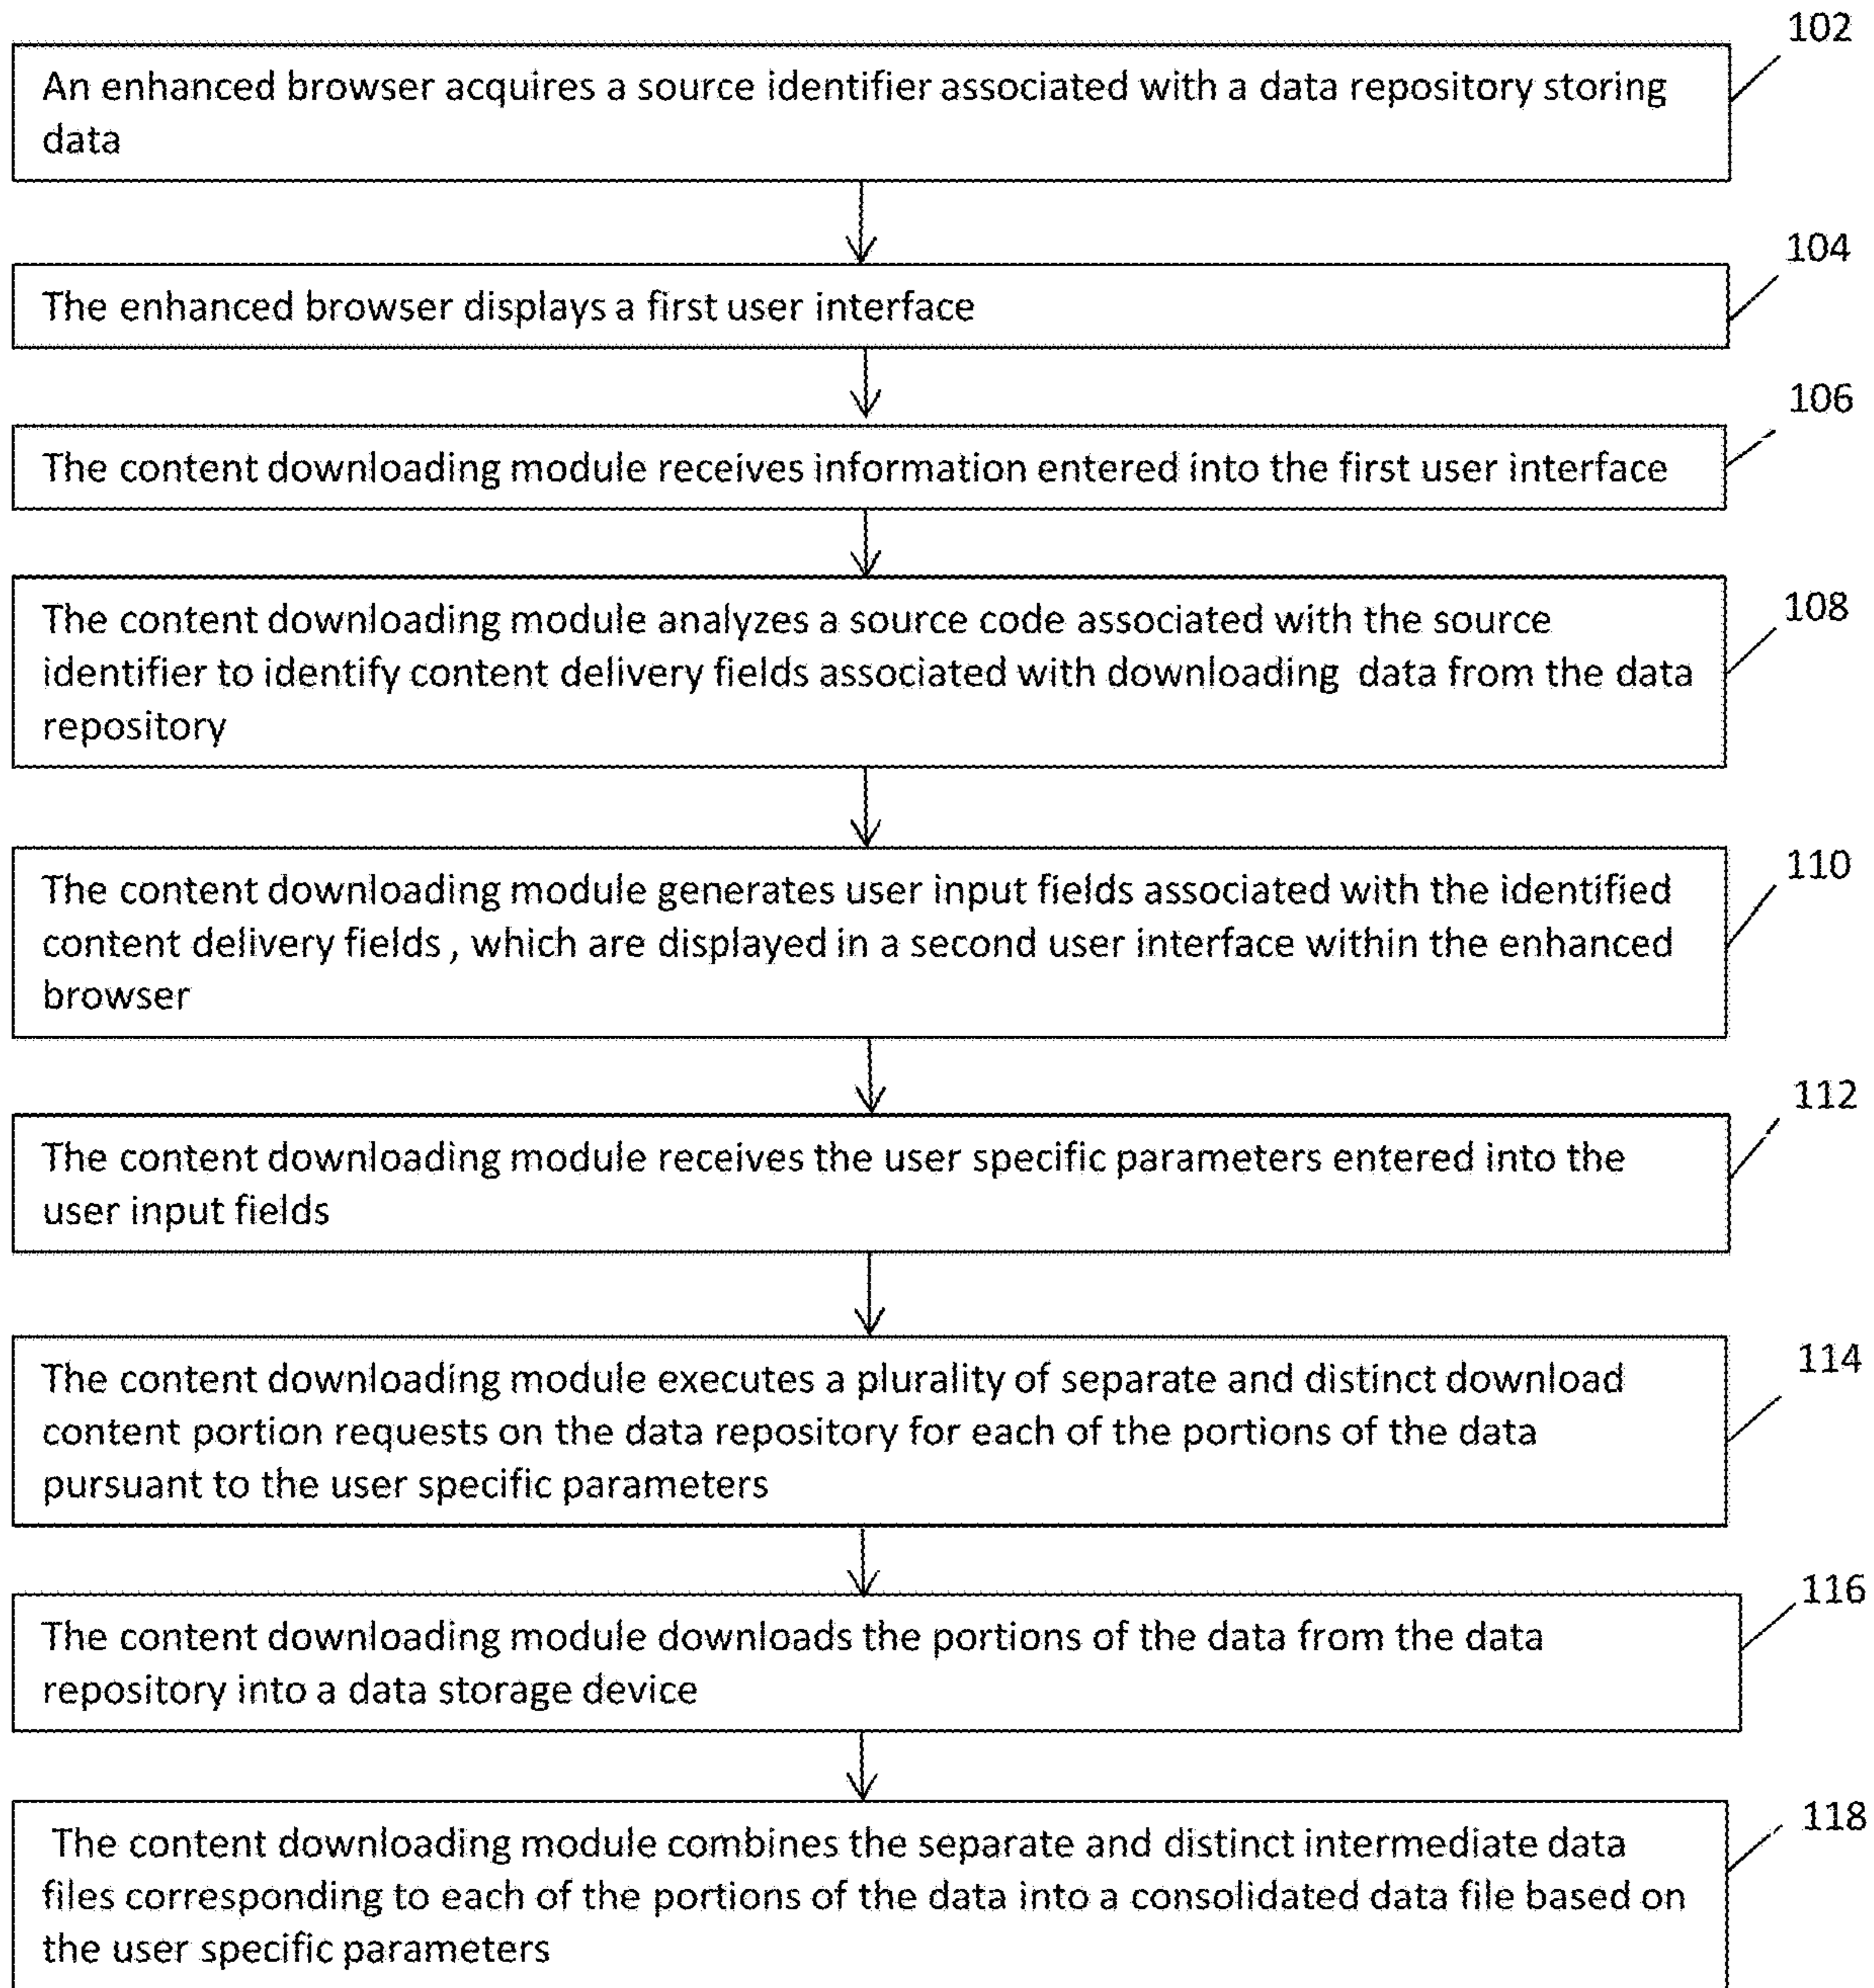 102
An enhanced browser acquires a source identifier associated with a data repository storing
data
104
The enhanced browser displays a first user interface
106
The content downloading module receives information entered into the first user interface
108
The content downloading module analyzes a source code associated with the source
identifier to identify content delivery fields associated with downloading data from the data
repository
110
The content downloading module generates user input fields associated with the identified
content delivery fields , which are displayed in a second user interface within the enhanced
browser
112
The content downloading module receives the user specific parameters entered into the
user input fields
114
The content downloading module executes a plurality of separate and distinct download
content portion requests on the data repository for each of the portions of the data
pursuant to the user specific parameters
116
The content downloading module downloads the portions of the data from the data
repository into a data storage device
118
The content downloading module combines the separate and distinct intermediate data
files corresponding to each of the portions of the data into a consolidated data file based on
the user specific parameters